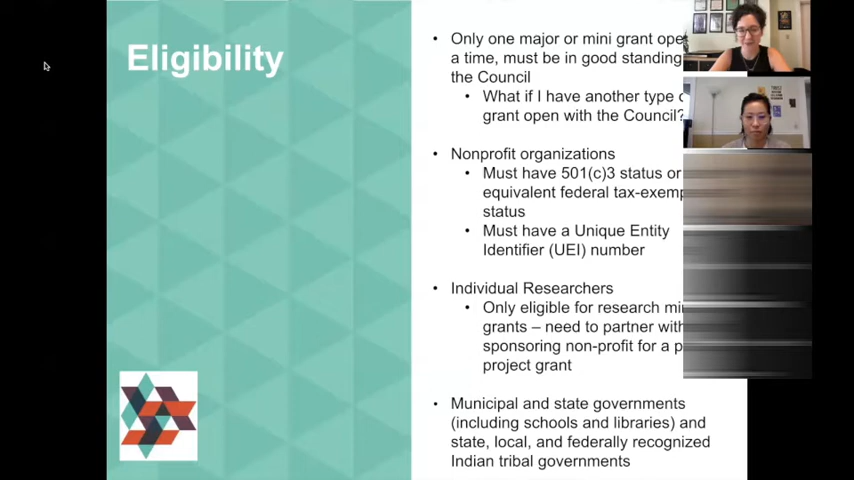 Eligibility
Only one major or mini grant ope
a time, must be in good standing
the Council
What if I have another type
grant open with the Council?
Nonprofit organizations
Must have 501(c)3 status or
equivalent federal tax-exemp
status
Must have a Unique Entity
Identifier (UEI) number
Individual Researchers
Only eligible for research mi
grants – need to partner with
sponsoring non-profit for a p
project grant
Municipal and state governments
(including schools and libraries) and
state, local, and federally recognized
Indian tribal governments